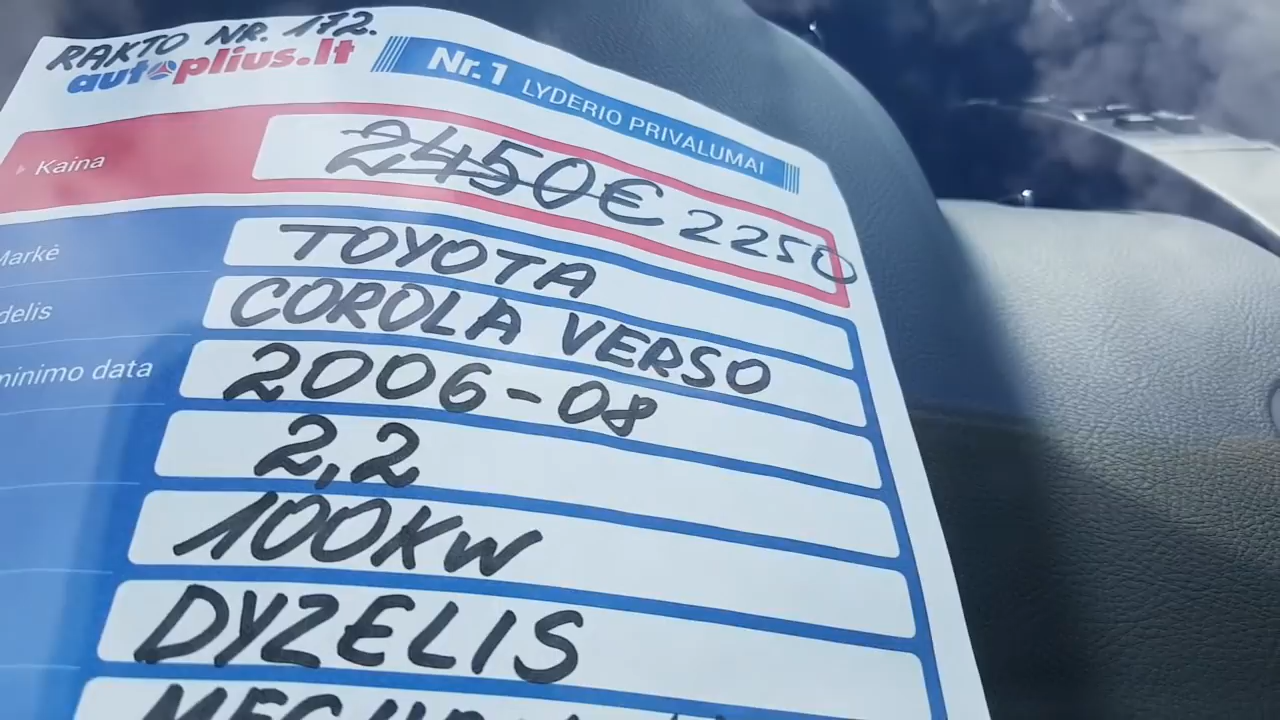 RAKTO NR. 172.
autoplius.lt
Nr.1 LYDERIO PRIVALUMAI
Kaina 2450€ 2250
Markė TOYOTA
delis COROLA VERSO
minimo data 2006-08
2,2
100KW
DYZELIS